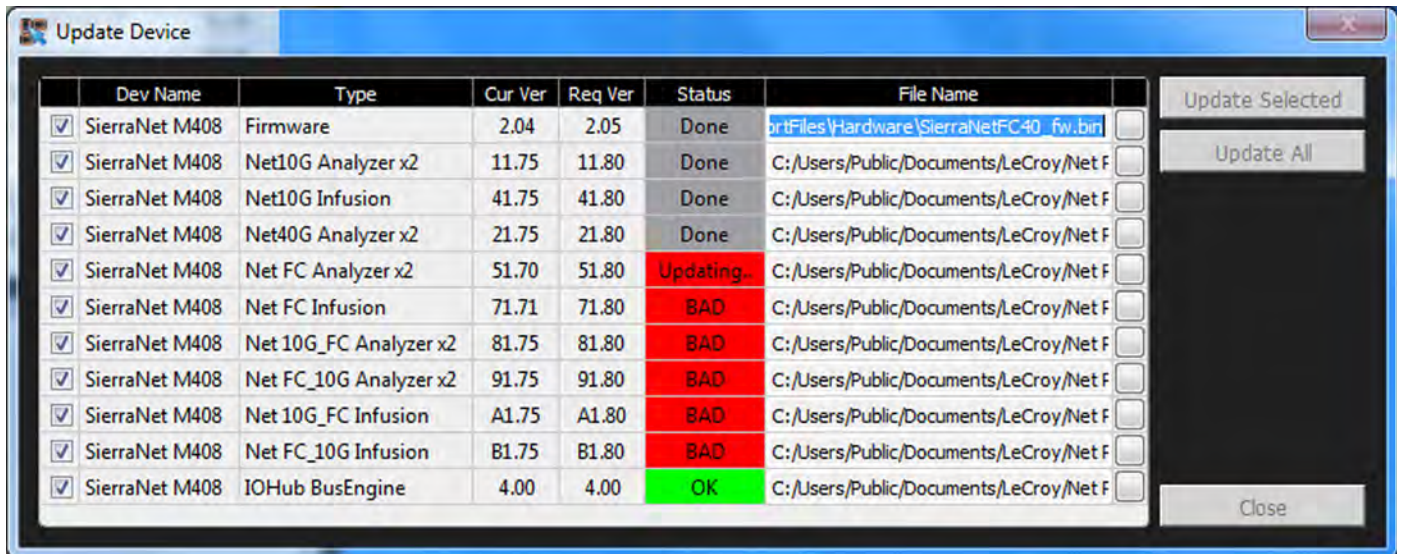 Update Device
Dev Name Type Cur Ver Req Ver Status File Name
SierraNet M408 Firmware 2.04 2.05 Done ortFiles\Hardware\SierraNetFC40_fw.bin
SierraNet M408 Net10G Analyzer x2 11.75 11.80 Done C:/Users/Public/Documents/LeCroy/Net P
SierraNet M408 Net10G Infusion 41.75 41.80 Done C:/Users/Public/Documents/LeCroy/Net P
SierraNet M408 Net40G Analyzer x2 21.75 21.80 Done C:/Users/Public/Documents/LeCroy/Net P
SierraNet M408 Net FC Analyzer x2 51.70 51.80 Updating.. C:/Users/Public/Documents/LeCroy/Net P
SierraNet M408 Net FC Infusion 71.71 71.80 BAD C:/Users/Public/Documents/LeCroy/Net P
SierraNet M408 Net 10G_FC Analyzer x2 81.75 81.80 BAD C:/Users/Public/Documents/LeCroy/Net P
SierraNet M408 Net FC_10G Analyzer x2 91.75 91.80 BAD C:/Users/Public/Documents/LeCroy/Net P
SierraNet M408 Net 10G_FC Infusion A1.75 A1.80 BAD C:/Users/Public/Documents/LeCroy/Net P
SierraNet M408 Net FC_10G Infusion B1.75 B1.80 BAD C:/Users/Public/Documents/LeCroy/Net P
SierraNet M408 IOHub BusEngine 4.00 4.00 OK C:/Users/Public/Documents/LeCroy/Net P
Update Selected
Update All
Close